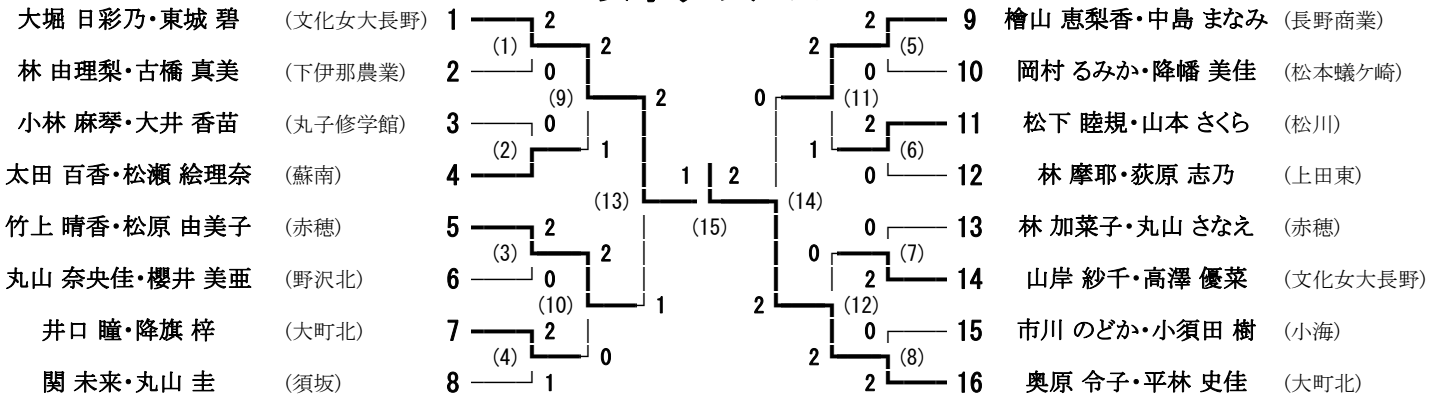 大堀 日彩乃・東城 碧 (文化女大長野) 1 2 2 9 檜山 恵梨香・中島 まなみ (長野商業)
(1) 2 2 (5)
林 由理梨・古橋 真美 (下伊那農業) 2 0 0 10 岡村 るみか・降幡 美佳 (松本蟻ケ崎)
(9) 2 0 (11)
小林 麻琴・大井 香苗 (丸子修学館) 3 0 2 11 松下 睦規・山本 さくら (松川)
(2) 1 1 (6)
太田 百香・松瀬 絵理奈 (蘇南) 4 1 2 0 12 林 摩耶・荻原 志乃 (上田東)
(13) (14)
竹上 晴香・松原 由美子 (赤穂) 5 2 (15) 0 13 林 加菜子・丸山 さなえ (赤穂)
(3) 2 0 (7)
丸山 奈央佳・櫻井 美亜 (野沢北) 6 0 2 14 山岸 紗千・高澤 優菜 (文化女大長野)
(10) 1 2 (12)
井口 瞳・降旗 梓 (大町北) 7 2 0 15 市川 のどか・小須田 樹 (小海)
(4) 0 2 (8)
関 未来・丸山 圭 (須坂) 8 1 2 16 奥原 令子・平林 史佳 (大町北)